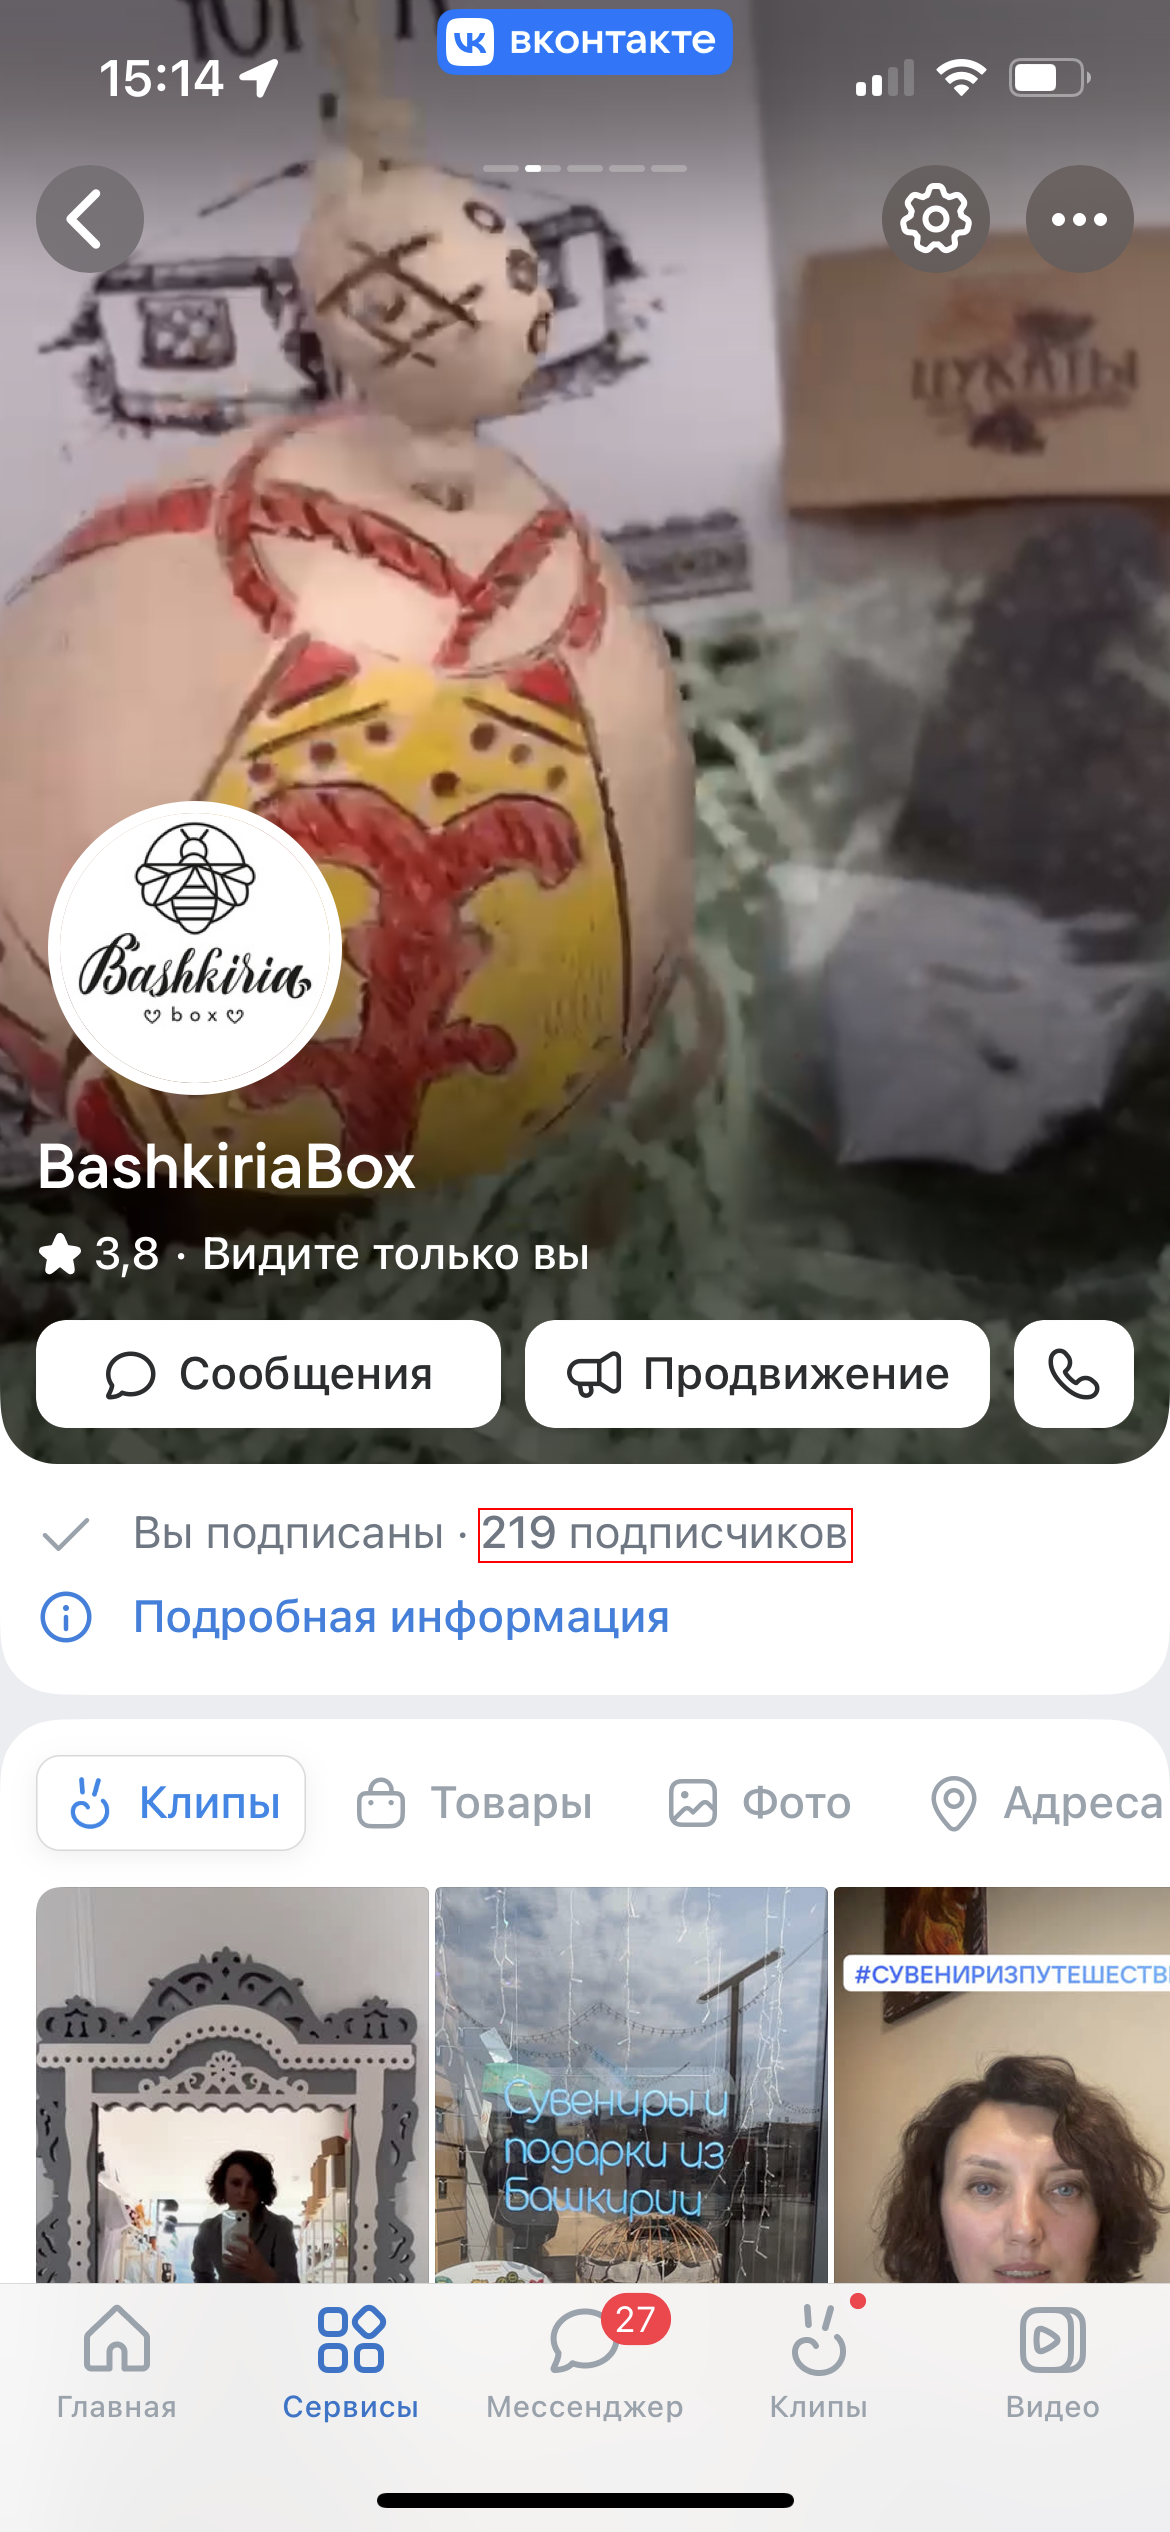 вконтакте
15:14
ЦУКАТЫ
Bashkiria
box
BashkiriaBox
3,8 · Видите только вы
Сообщения
Продвижение
Вы подписаны · 219 подписчиков
Подробная информация
Клипы
Товары
Фото
Адреса
#СУВЕНИРИЗПУТЕШЕСТВ
Сувениры и
подарки из
Башкирии
27
Главная
Сервисы
Мессенджер
Клипы
Видео